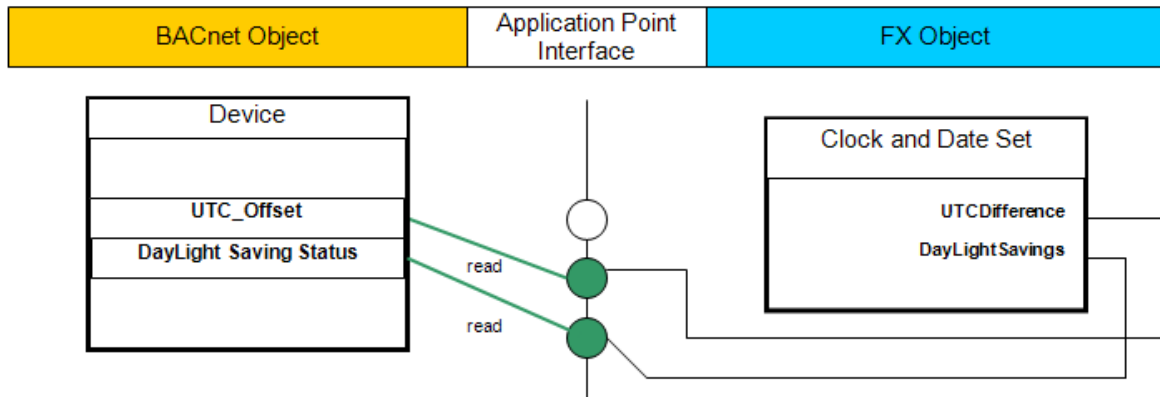 BACnet Object
Application Point
Interface
FX Object
Device
UTC_Offset
DayLight Saving Status
read
read
Clock and Date Set
UTCDifference
DayLightSavings